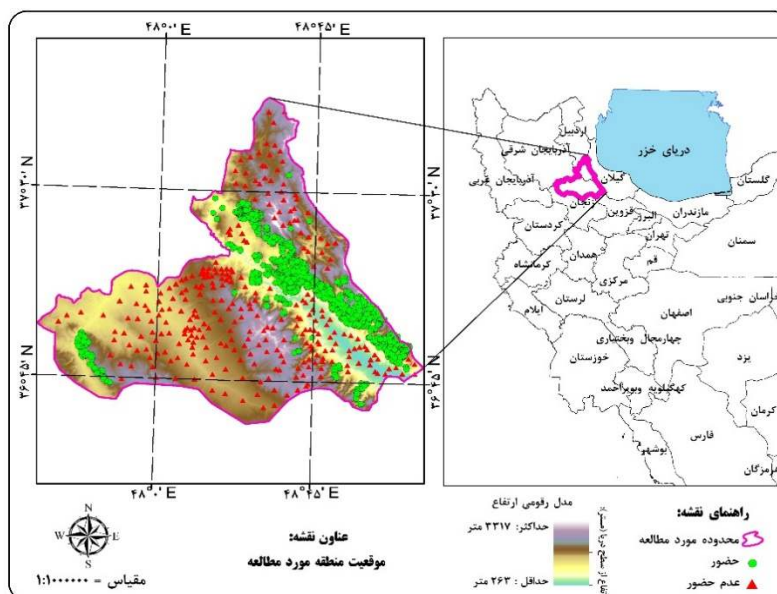 ۴۸°۰' E
۴۸°۴۵' E
۳۷°۳۰' N
۳۷°۳۰' N
۳۶°۴۵' N
۳۶°۴۵' N
۴۸°۰' E
۴۸°۴۵' E
اردبیل
آذربایجان شرقی
آذربایجان غربی
دریای خزر
گیلان
گلستان
زنجان
مازندران
قزوین
البرز
کردستان
تهران
سمنان
همدان
قم
کرمانشاه
مرکزی
خراسان جنوبی
لرستان
ایلام
اصفهان
چهارمحال وبختیاری
یزد
خوزستان
کهگیلویه وبویراحمد
کرمان
فارس
بوشهر
هرمزگان
N
W
E
S
مقیاس = ۱:۱۰۰۰۰۰۰
عنوان نقشه:
موقعیت منطقه مورد مطالعه
مدل رقومی ارتفاع
حداکثر: ۳۳۱۷ متر
حداقل : ۲۶۳ متر
راهنمای نقشه:
محدوده مورد مطالعه
حضور
عدم حضور